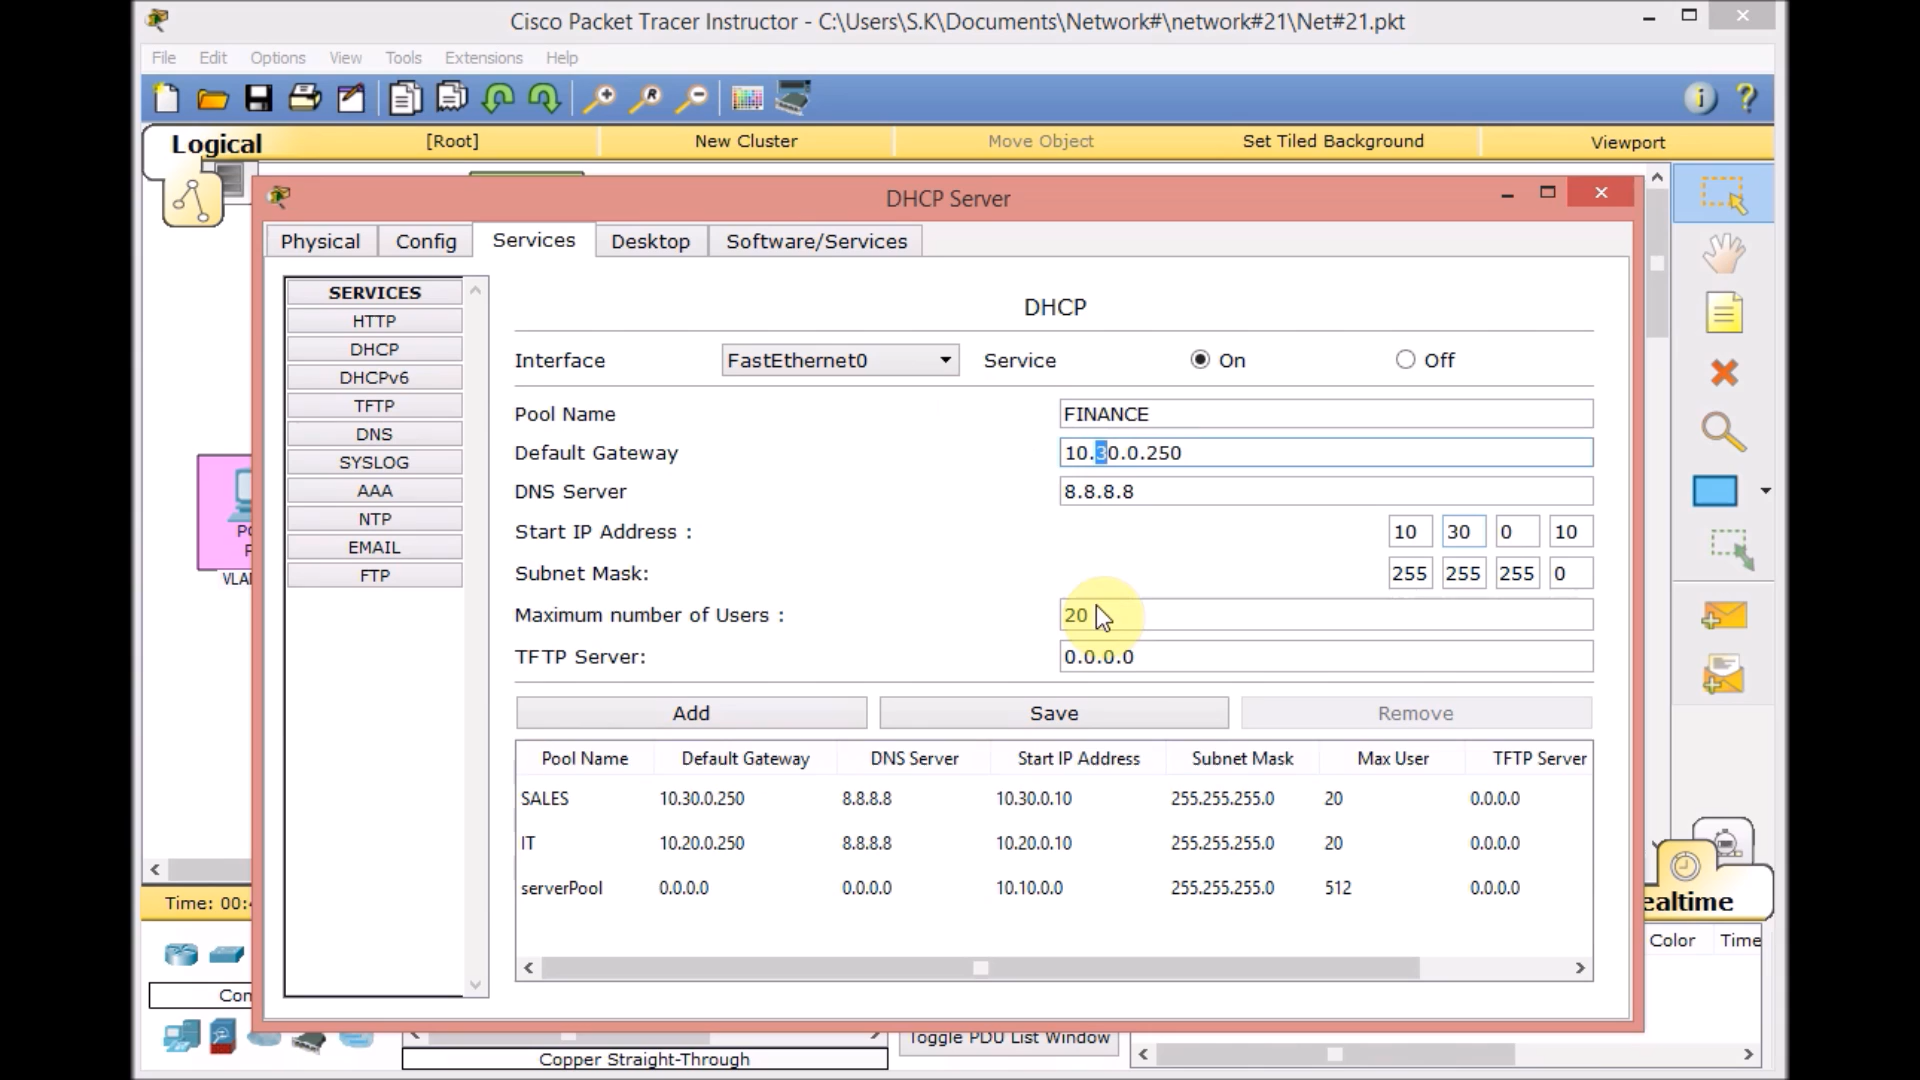 Cisco Packet Tracer Instructor - C:\Users\S.K\Documents\Network#\network#21\Net#21.pkt
File Edit Options View Tools Extensions Help
Logical [Root] New Cluster Move Object Set Tiled Background Viewport
DHCP Server
Physical Config Services Desktop Software/Services
SERVICES
HTTP
DHCP
DHCPv6
TFTP
DNS
SYSLOG
AAA
NTP
EMAIL
FTP
DHCP
Interface FastEthernet0 Service On Off
Pool Name FINANCE
Default Gateway 10.30.0.250
DNS Server 8.8.8.8
Start IP Address : 10 30 0 10
Subnet Mask: 255 255 255 0
Maximum number of Users : 20
TFTP Server: 0.0.0.0
Add Save Remove
Pool Name Default Gateway DNS Server Start IP Address Subnet Mask Max User TFTP Server
SALES 10.30.0.250 8.8.8.8 10.30.0.10 255.255.255.0 20 0.0.0.0
IT 10.20.0.250 8.8.8.8 10.20.0.10 255.255.255.0 20 0.0.0.0
serverPool 0.0.0.0 0.0.0.0 10.10.0.0 255.255.255.0 512 0.0.0.0
VLA
Time: 00:
ealtime
Color Time
Con
Toggle PDU List Window
Copper Straight-Through